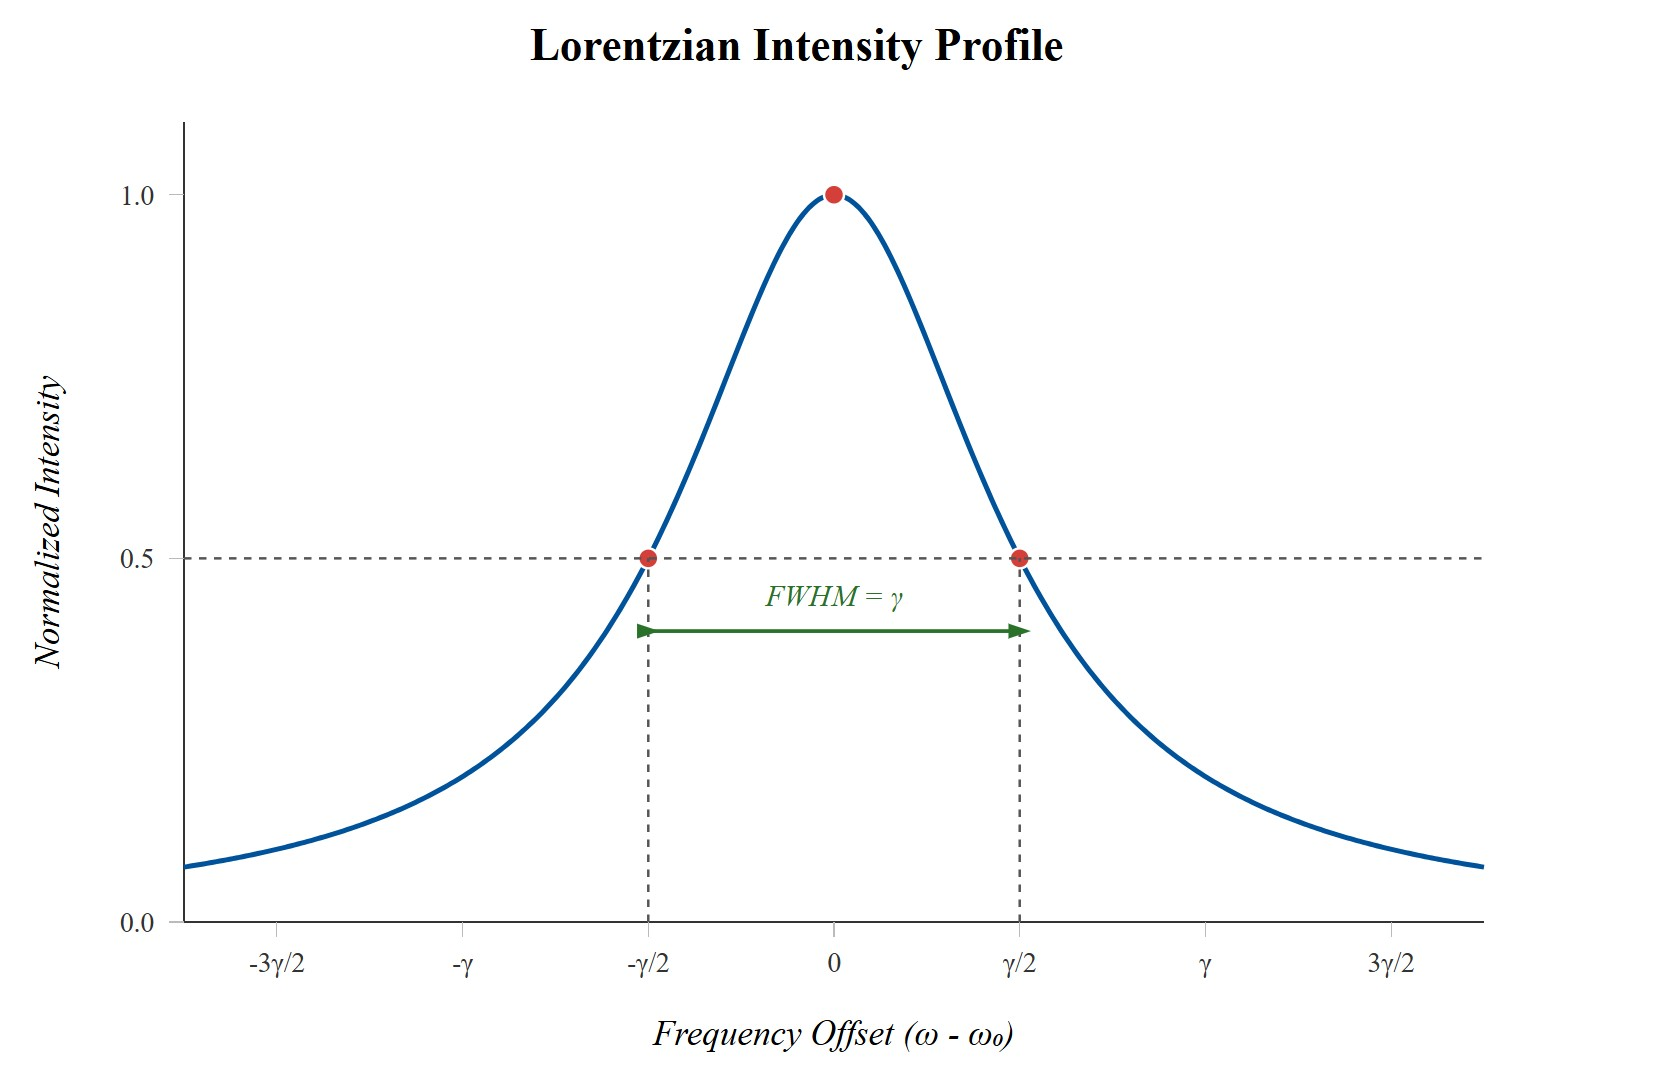 Lorentzian Intensity Profile
1.0
0.5
0.0
Normalized Intensity
FWHM = γ
-3γ/2
-γ
-γ/2
0
γ/2
γ
3γ/2
Frequency Offset (ω - ω₀)